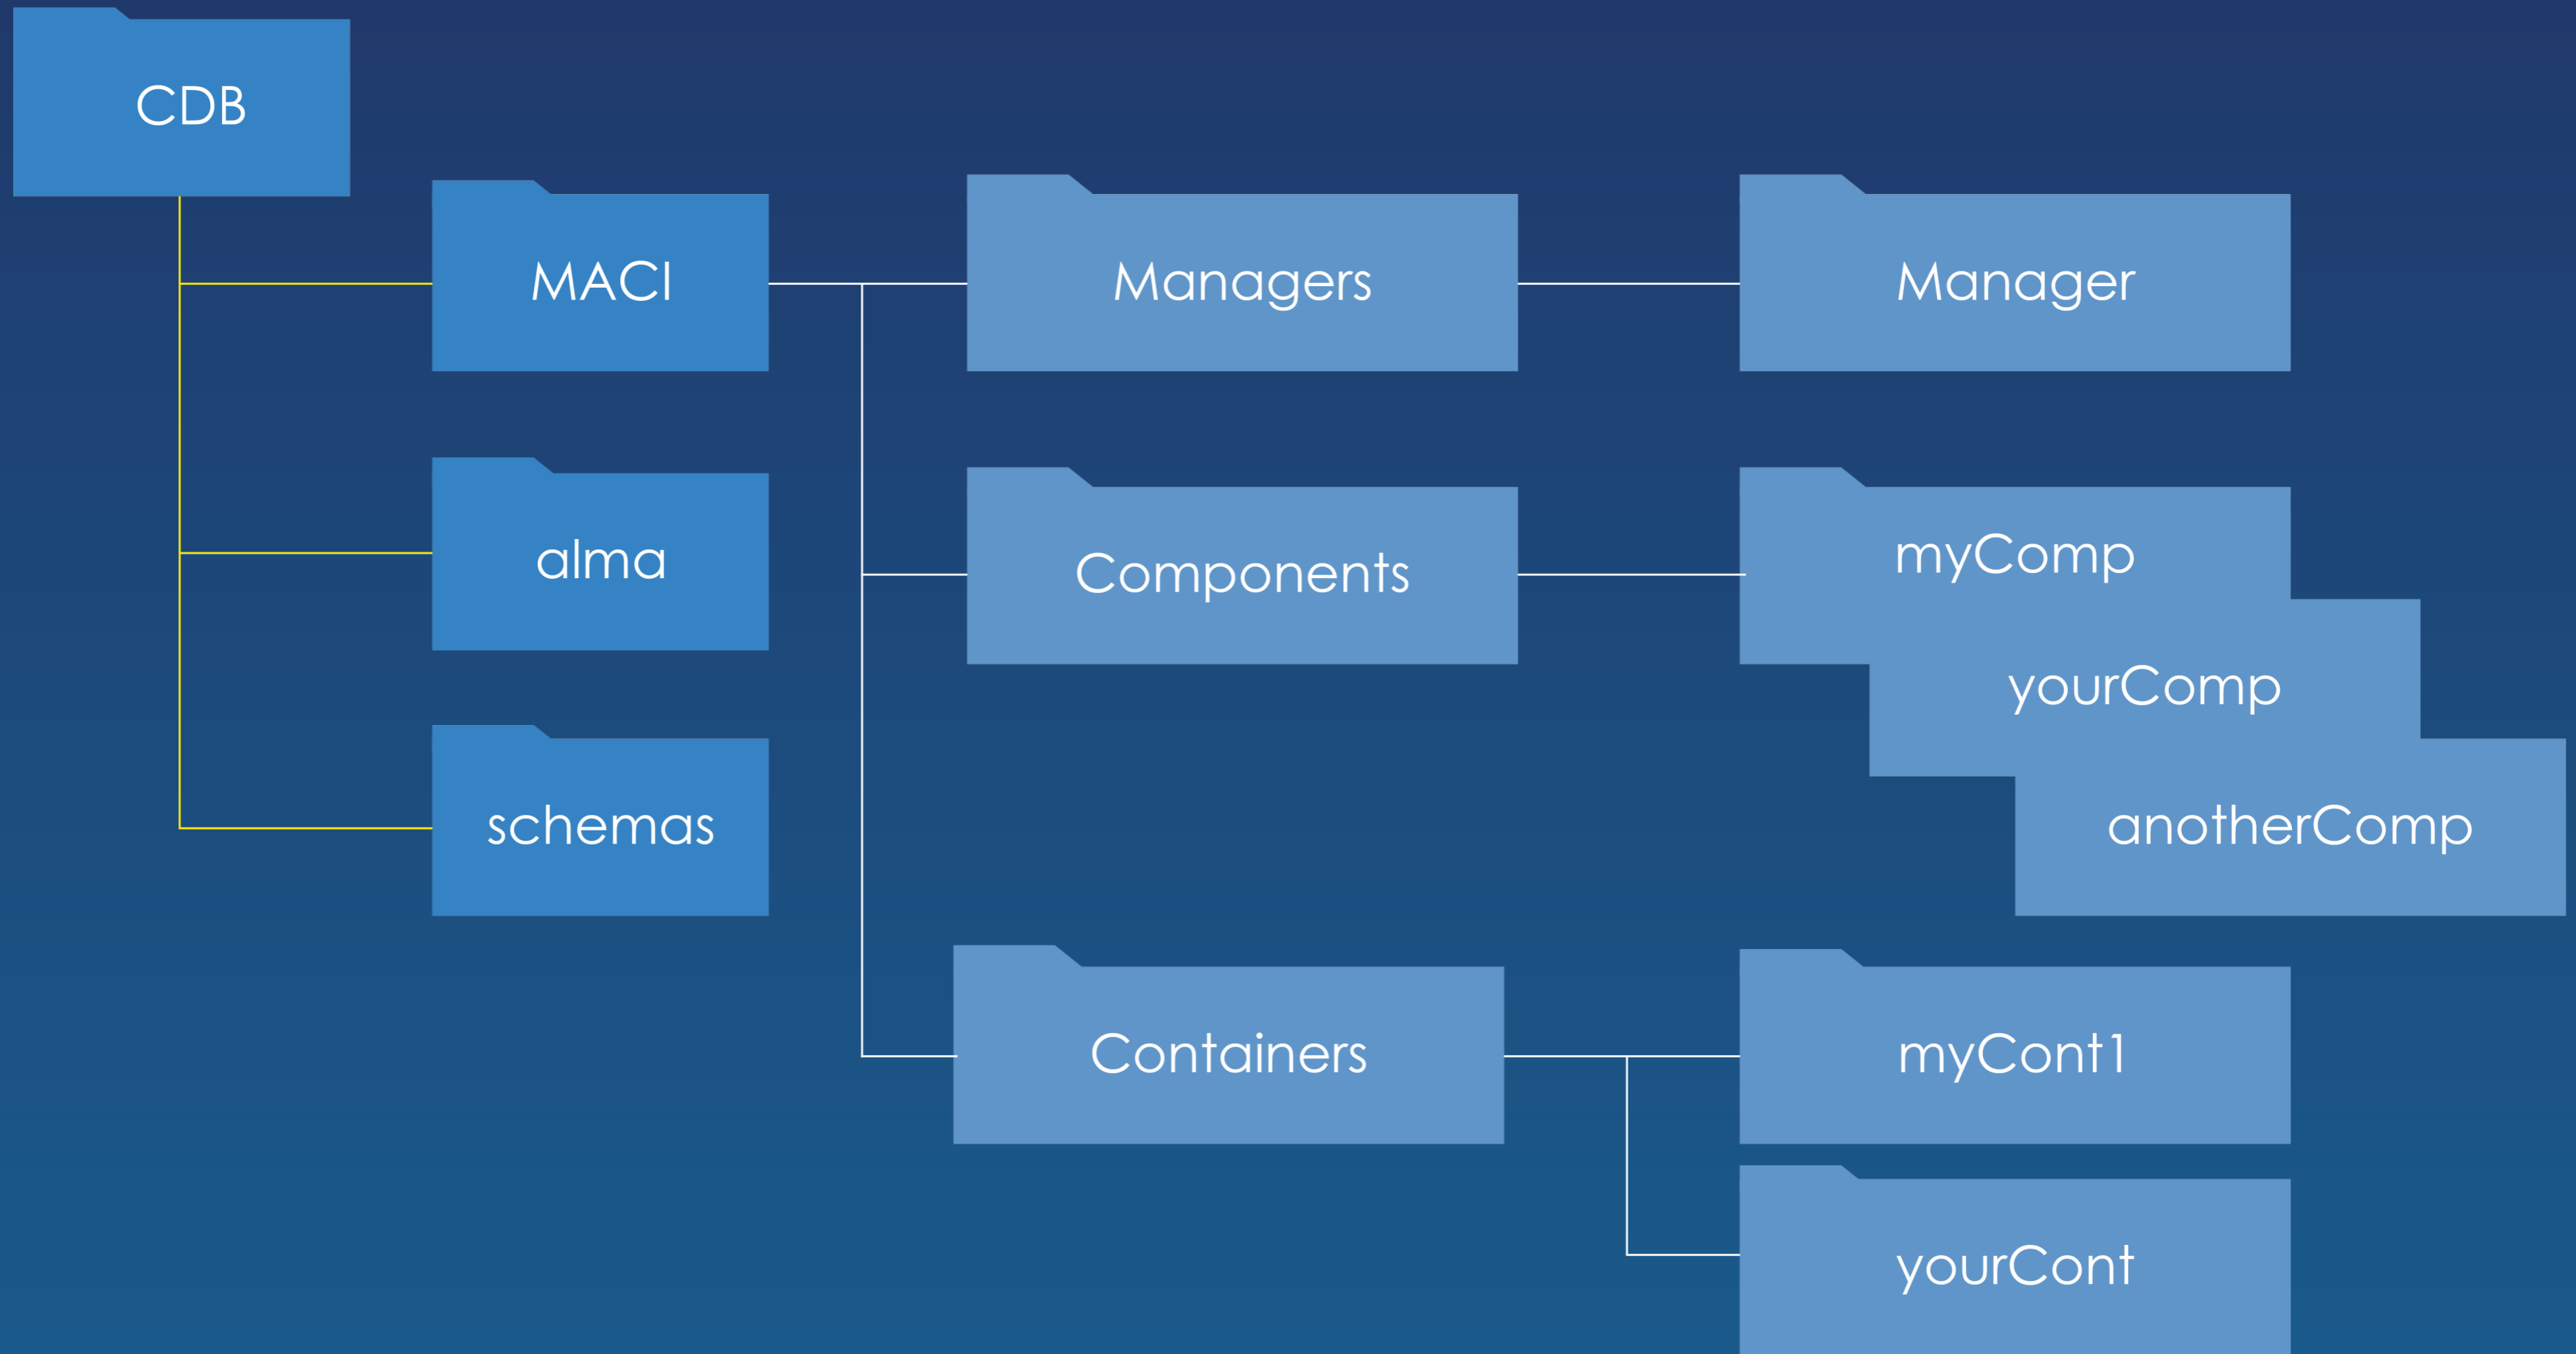 CDB
MACI
Managers
Manager
alma
Components
myComp
yourComp
schemas
anotherComp
Containers
myCont1
yourCont